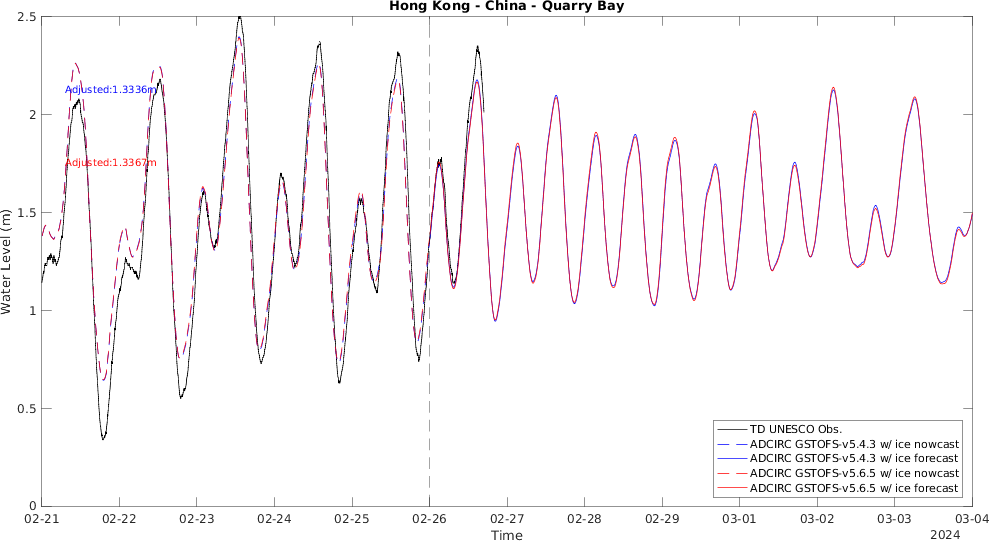 Hong Kong - China - Quarry Bay
2.5
2
1.5
1
0.5
0
Water Level (m)
Adjusted:1.3336m
Adjusted:1.3367m
TD UNESCO Obs.
ADCIRC GSTOFS-v5.4.3 w/ ice nowcast
ADCIRC GSTOFS-v5.4.3 w/ ice forecast
ADCIRC GSTOFS-v5.6.5 w/ ice nowcast
ADCIRC GSTOFS-v5.6.5 w/ ice forecast
02-21 02-22 02-23 02-24 02-25 02-26 02-27 02-28 02-29 03-01 03-02 03-03 03-04
Time
2024